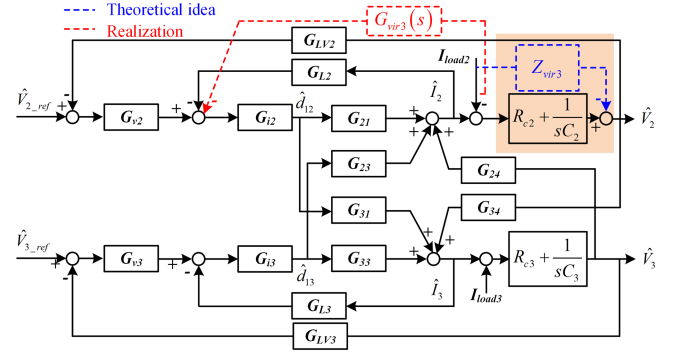 Theoretical idea
Realization
G_vir3(s)
G_LV2
I_load2
Z_vir3
G_L2
V̂_2_ref
+
-
G_v2
+
-
-
G_i2
d̂_12
G_21
+
+
+
Î_2
-
R_c2 + 1/sC_2
+
V̂_2
G_23
G_24
G_31
G_34
V̂_3_ref
+
-
G_v3
+
-
G_i3
d̂_13
G_33
+
+
+
Î_3
I_load3
R_c3 + 1/sC_3
V̂_3
G_L3
G_LV3